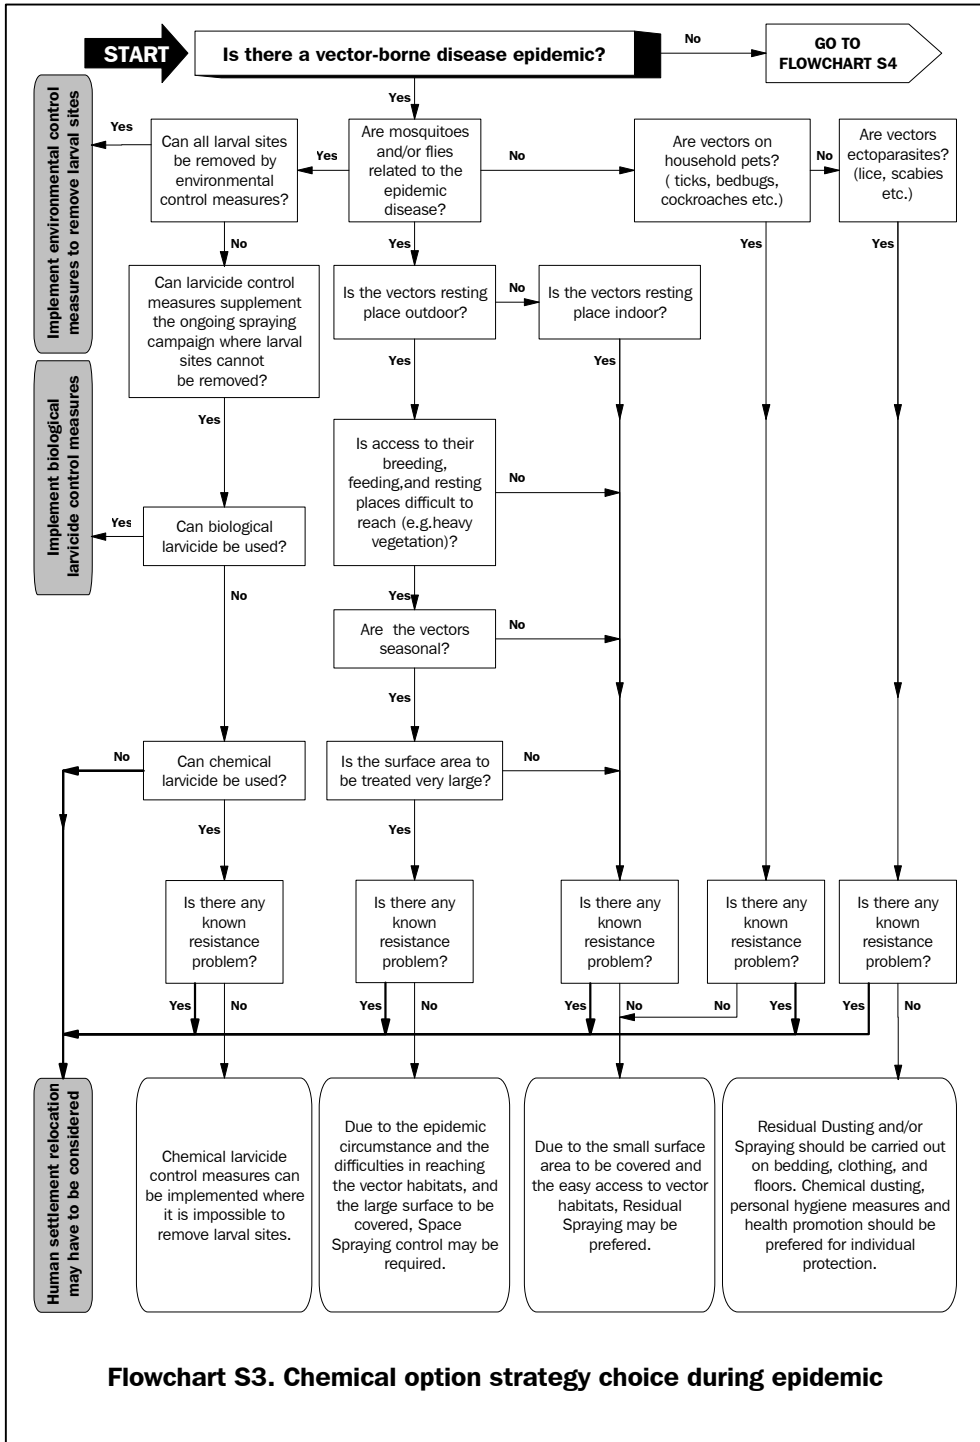 START
Is there a vector-borne disease epidemic?
No
GO TO
FLOWCHART S4
Yes
Implement environmental control
measures to remove larval sites
Yes
Can all larval sites
be removed by
environmental
control measures?
Yes
Are mosquitoes
and/or flies
related to the
epidemic
disease?
No
Are vectors on
household pets?
( ticks, bedbugs,
cockroaches etc.)
No
Are vectors
ectoparasites?
(lice, scabies
etc.)
No
Yes
Yes
Yes
Can larvicide control
measures supplement
the ongoing spraying
campaign where larval
sites cannot
be removed?
Is the vectors resting
place outdoor?
No
Is the vectors resting
place indoor?
Yes
Yes
Implement biological
larvicide control measures
Yes
Is access to their
breeding,
feeding,and resting
places difficult to
reach (e.g.heavy
vegetation)?
No
Yes
Can biological
larvicide be used?
No
Yes
Are the vectors
seasonal?
No
Yes
No
Can chemical
larvicide be used?
Is the surface area to
be treated very large?
No
Yes
Yes
Is there any
known
resistance
problem?
Is there any
known
resistance
problem?
Is there any
known
resistance
problem?
Is there any
known
resistance
problem?
Is there any
known
resistance
problem?
Yes
No
Yes
No
Yes
No
No
Yes
Yes
No
Human settlement relocation
may have to be considered
Chemical larvicide
control measures can
be implemented where
it is impossible to
remove larval sites.
Due to the epidemic
circumstance and the
difficulties in reaching
the vector habitats, and
the large surface to be
covered, Space
Spraying control may be
required.
Due to the small surface
area to be covered and
the easy access to vector
habitats, Residual
Spraying may be
prefered.
Residual Dusting and/or
Spraying should be carried out
on bedding, clothing, and
floors. Chemical dusting,
personal hygiene measures and
health promotion should be
prefered for individual
protection.
Flowchart S3. Chemical option strategy choice during epidemic